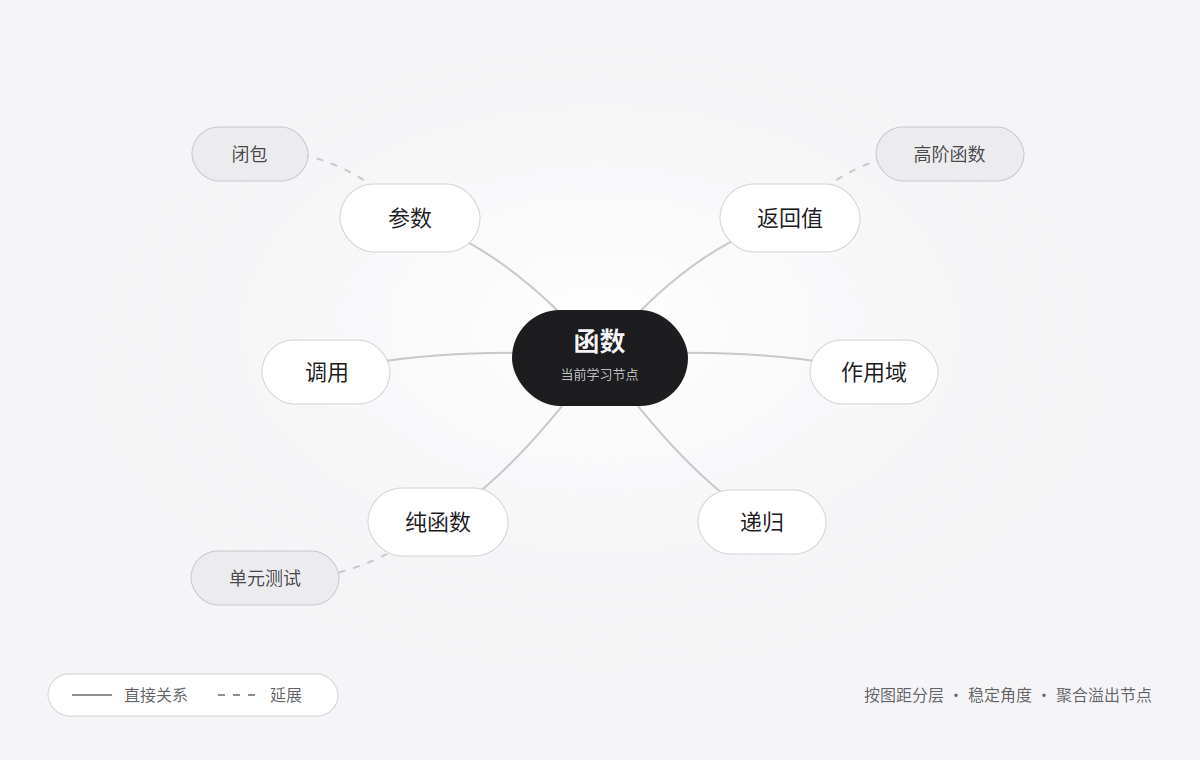 闭包
高阶函数
参数
返回值
函数
当前学习节点
调用
作用域
纯函数
递归
单元测试
直接关系
延展
按图距分层 · 稳定角度 · 聚合溢出节点